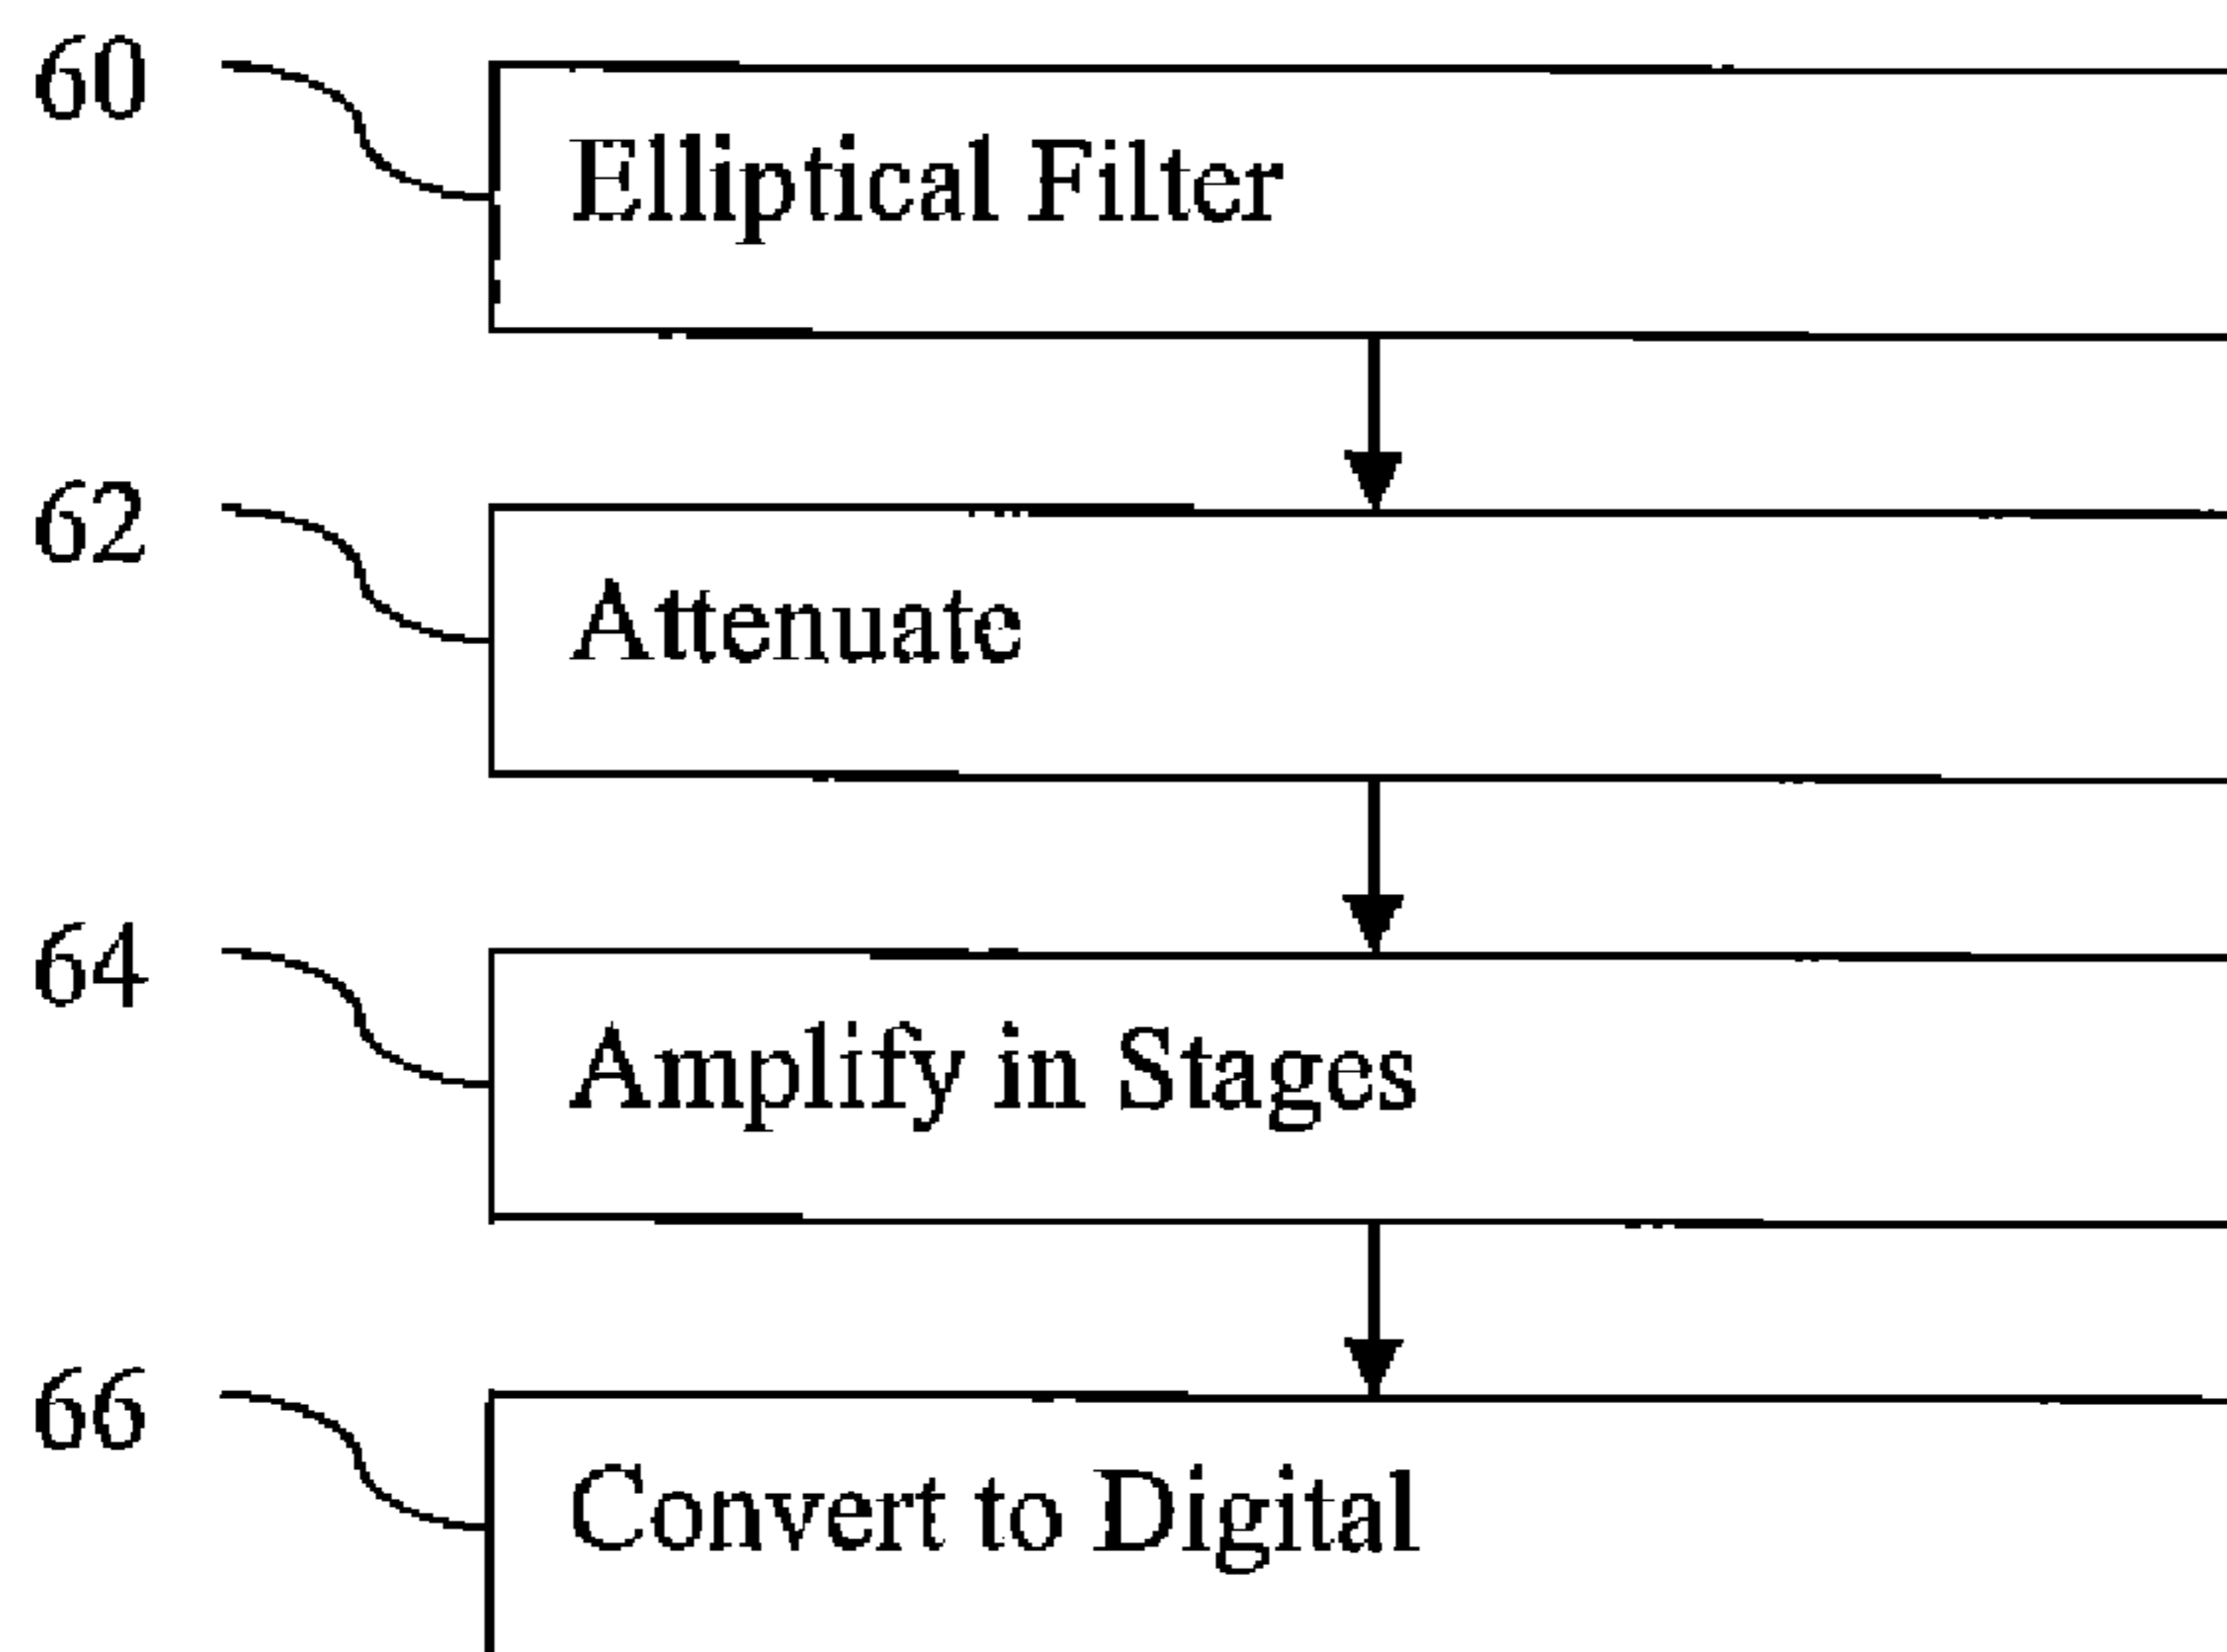 60
Elliptical Filter
62
Attenuate
64
Amplify in Stages
66
Convert to Digital